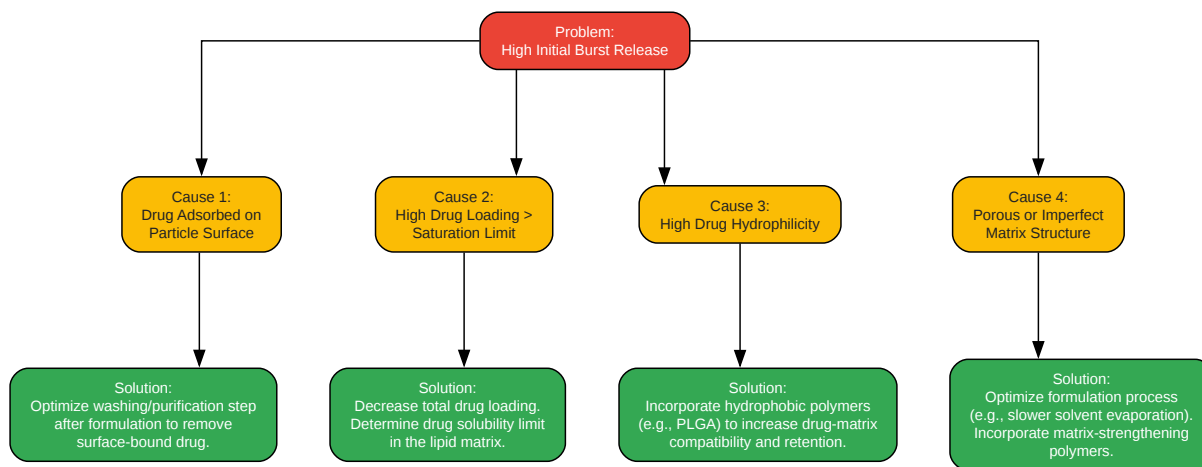 Problem:
High Initial Burst Release
Cause 1:
Drug Adsorbed on
Particle Surface
Cause 2:
High Drug Loading >
Saturation Limit
Cause 3:
High Drug Hydrophilicity
Cause 4:
Porous or Imperfect
Matrix Structure
Solution:
Optimize washing/purification step
after formulation to remove
surface-bound drug.
Solution:
Decrease total drug loading.
Determine drug solubility limit
in the lipid matrix.
Solution:
Incorporate hydrophobic polymers
(e.g., PLGA) to increase drug-matrix
compatibility and retention.
Solution:
Optimize formulation process
(e.g., slower solvent evaporation).
Incorporate matrix-strengthening
polymers.